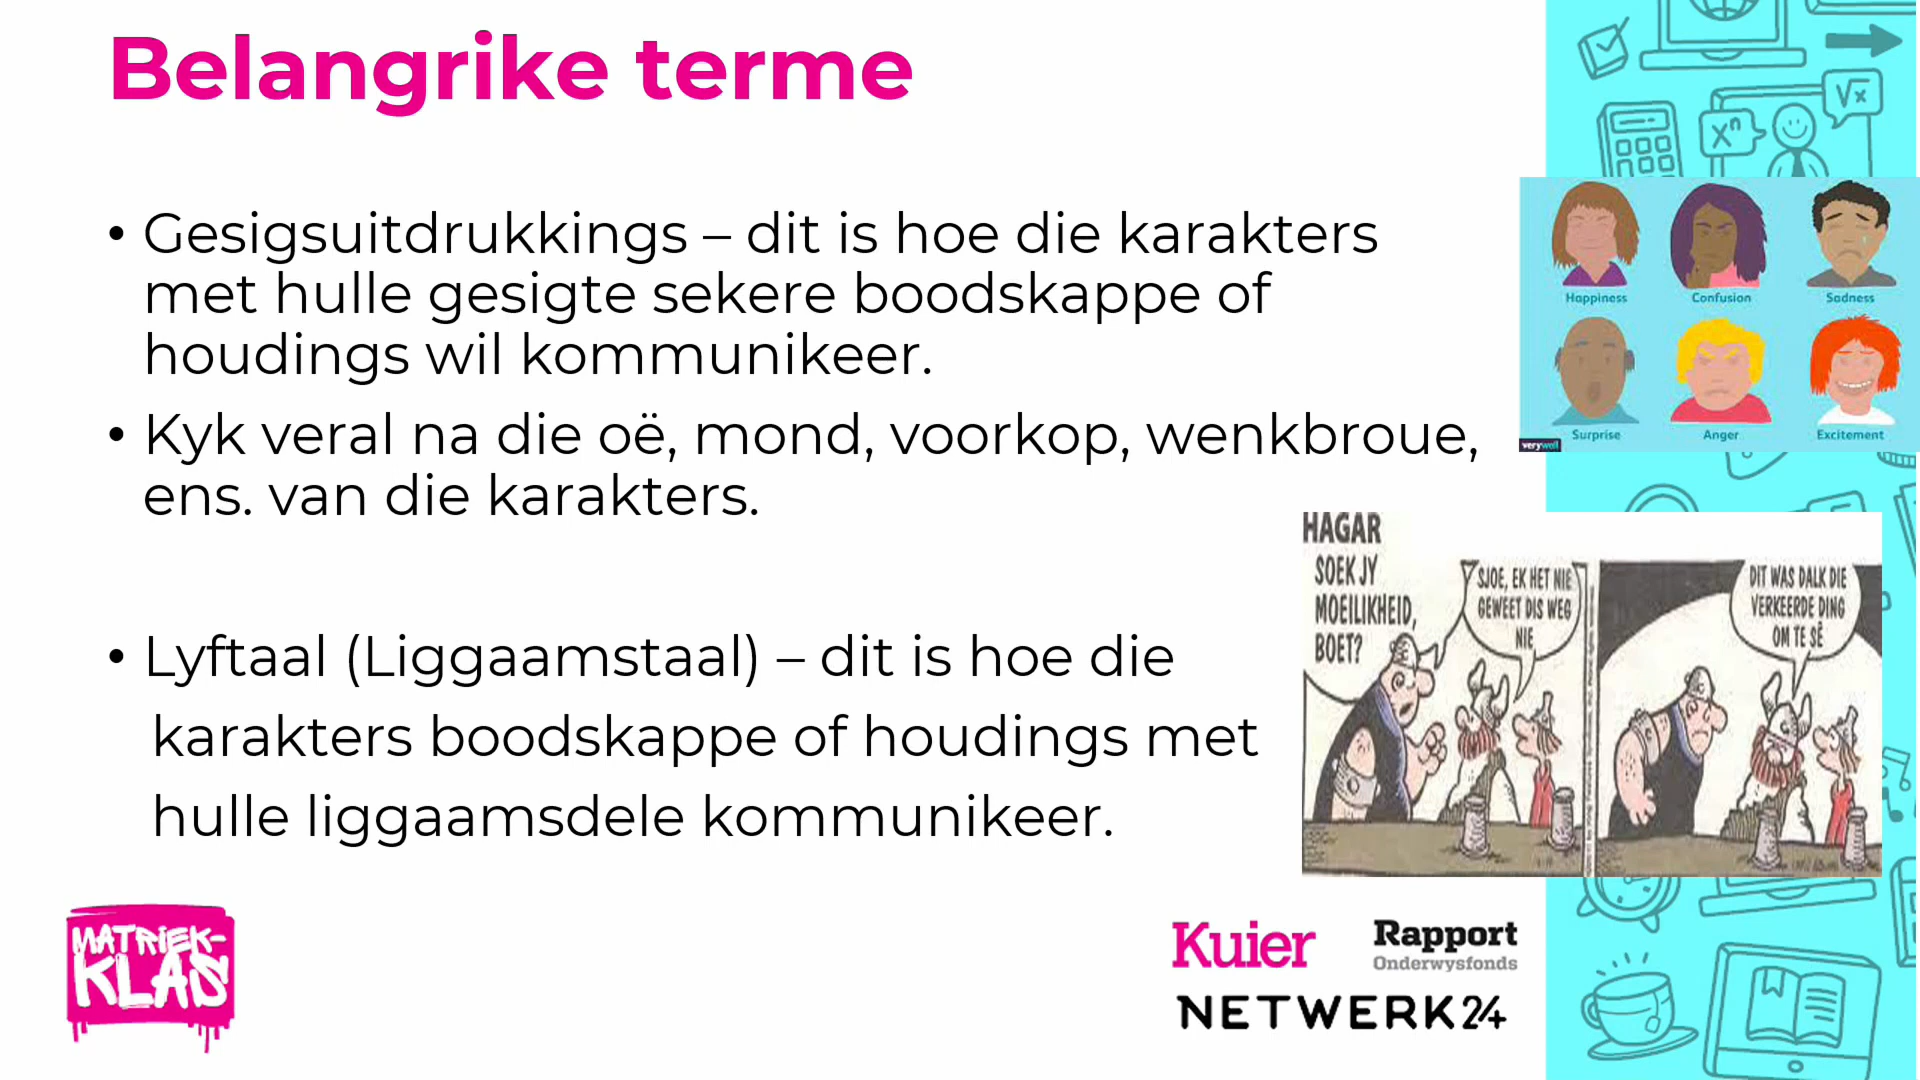 Belangrike terme
• Gesigsuitdrukkings – dit is hoe die karakters
met hulle gesigte sekere boodskappe of
houdings wil kommunikeer.
• Kyk veral na die oë, mond, voorkop, wenkbroue,
ens. van die karakters.
• Lyftaal (Liggaamstaal) – dit is hoe die
karakters boodskappe of houdings met
hulle liggaamsdele kommunikeer.
√x
xⁿ
Happiness
Confusion
Sadness
Surprise
Anger
Excitement
verywell
HAGAR
SOEK JY
MOEILIKHEID,
BOET?
SJOE, EK HET NIE
GEWEET DIS WEG
NIE
DIT WAS DALK DIE
VERKEERDE DING
OM TE SÊ
MATRIEK-
KLAS
Kuier
Rapport
Onderwysfonds
NETWERK24